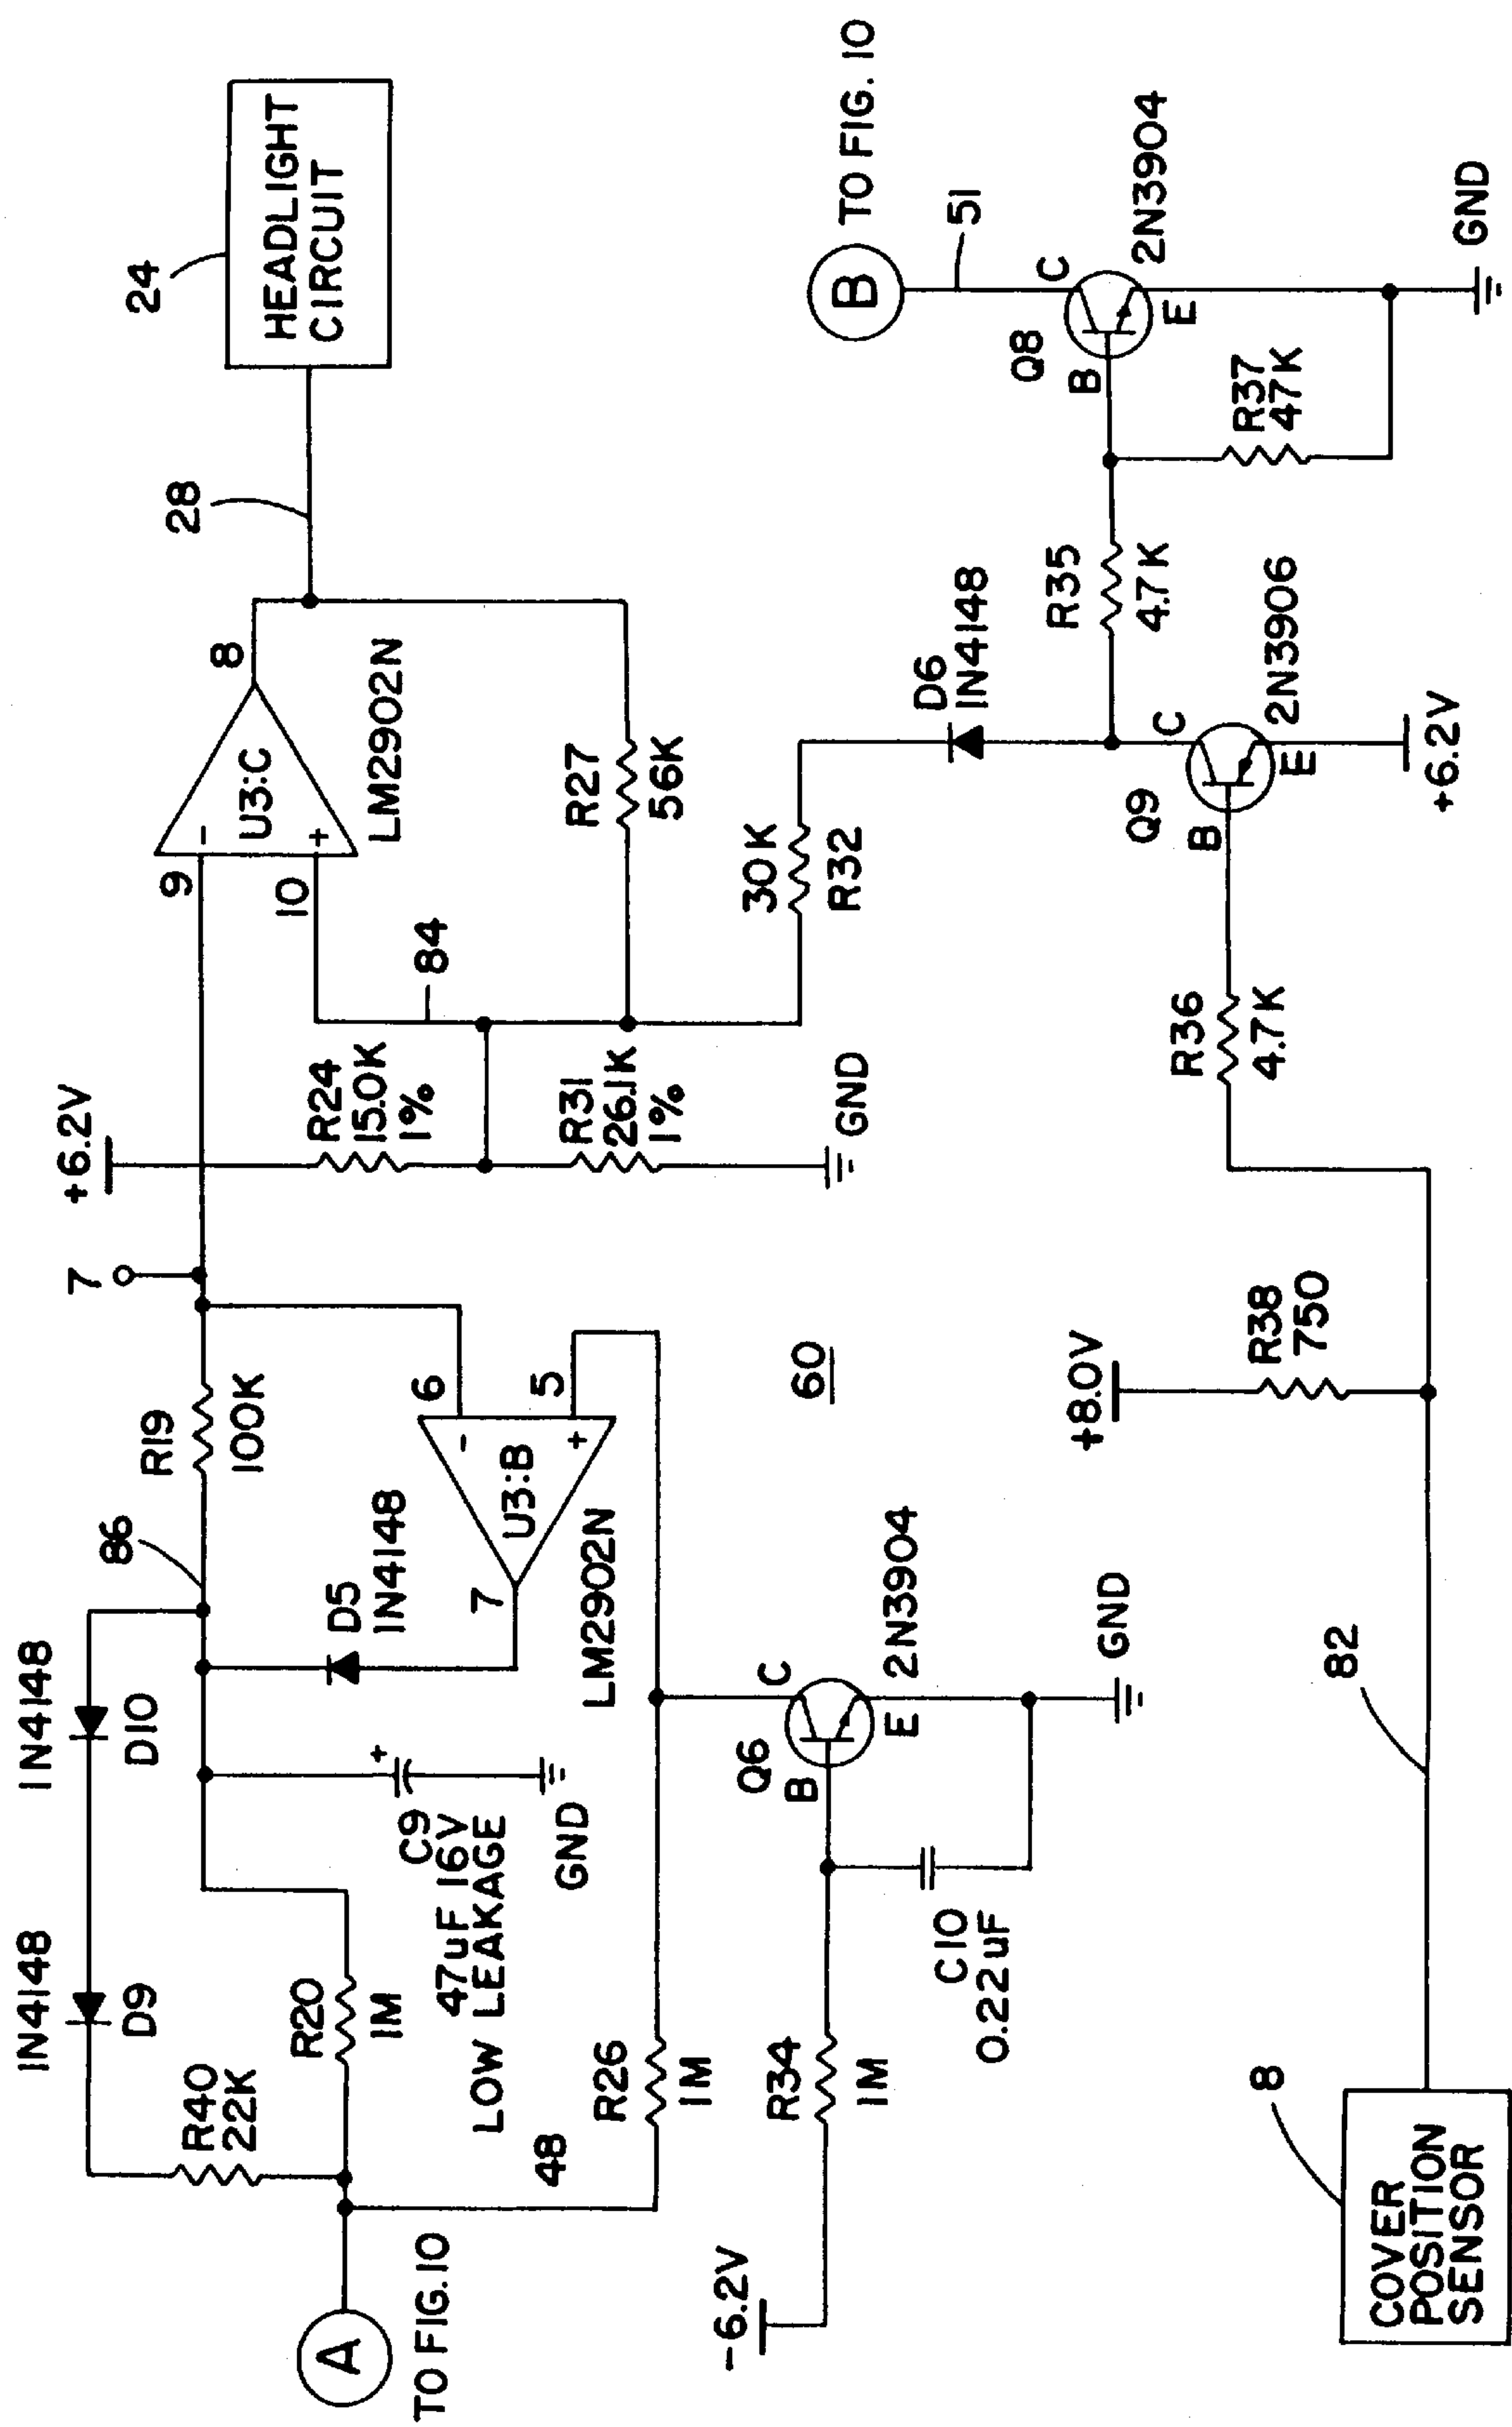 IN4148
D9
IN4148
D10
R40
22K
R20
1M
86
R19
100K
7
+6.2V
9
10
U3:C
-
+
8
LM2902N
28
24
HEADLIGHT
CIRCUIT
A
TO FIG.10
48
C9
+
47uF 16V
LOW LEAKAGE
GND
D5
IN4148
7
6
5
-
+
U3:B
LM2902N
R24
15.0K
1%
84
R31
26.1K
1%
GND
R27
56K
R26
1M
-6.2V
R34
1M
C10
0.22uF
Q6
B
C
E
2N3904
GND
60
30K
R32
D6
IN4148
B
TO FIG. 10
51
Q8
B
C
E
2N3904
R35
4.7K
R37
47K
GND
+8.0V
R38
750
R36
4.7K
Q9
B
C
E
2N3906
+6.2V
82
8
COVER
POSITION
SENSOR